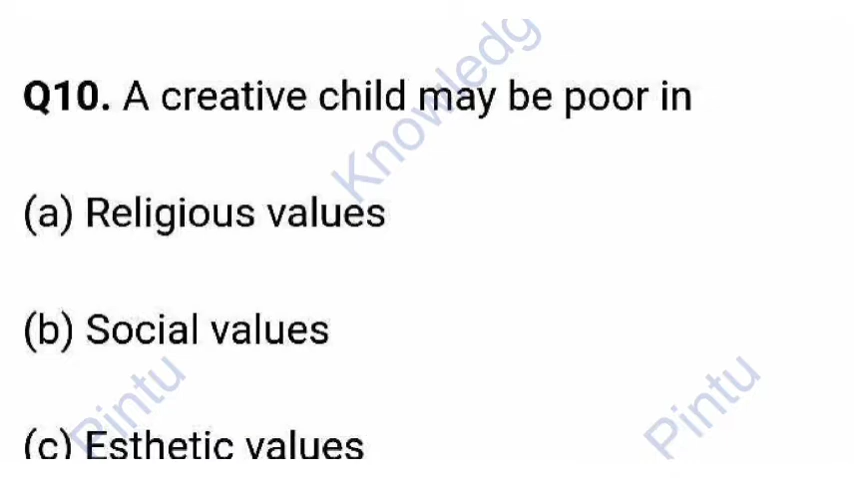 Knowledg
Q10. A creative child may be poor in
(a) Religious values
(b) Social values
Pintu
Pintu
(c) Esthetic values